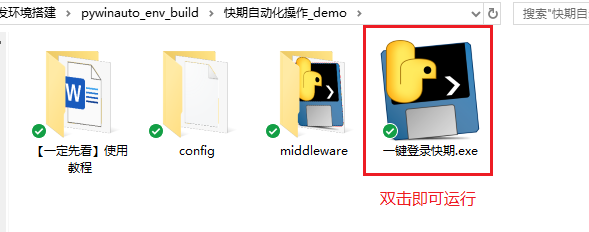 发环境搭建 > pywinauto_env_build > 快期自动化操作_demo >
搜索"快期自动
【一定先看】使用
教程
config
middleware
一键登录快期.exe
双击即可运行